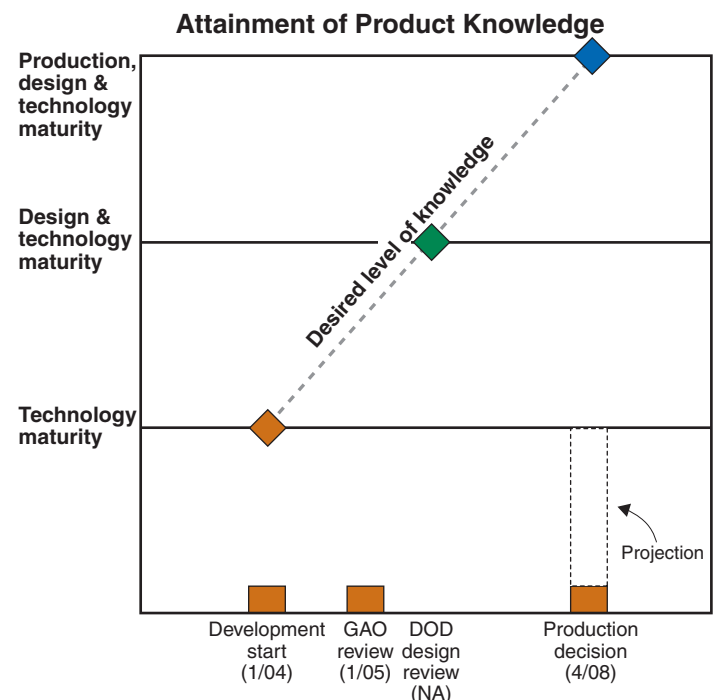 Attainment of Product Knowledge
Production,
design &
technology
maturity
Design &
technology
maturity
Desired level of knowledge
Technology
maturity
Projection
Development
start
(1/04)
GAO
review
(1/05)
DOD
design
review
(NA)
Production
decision
(4/08)